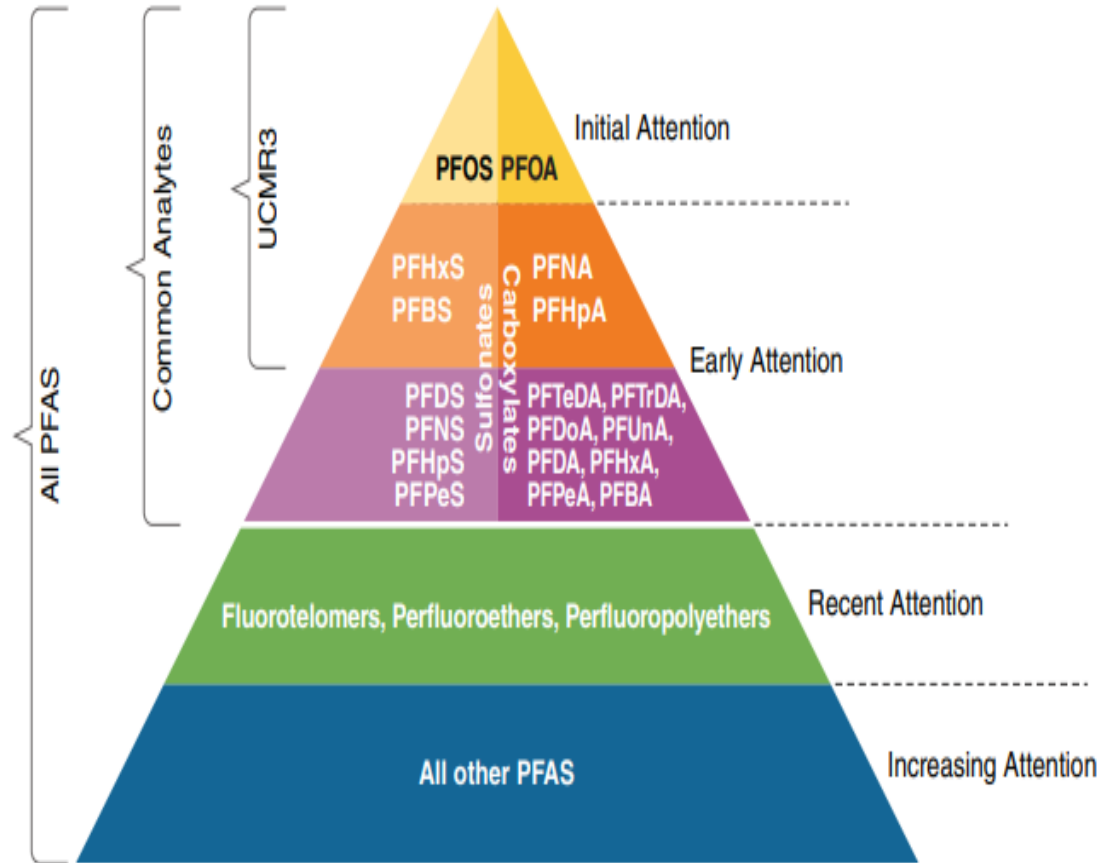 All PFAS
Common Analytes
UCMR3
Initial Attention
PFOS PFOA
PFHxS PFNA
PFBS PFHpA
Sulfonates
Carboxylates
Early Attention
PFDS PFTeDA, PFTrDA,
PFNS PFDoA, PFUnA,
PFHpS PFDA, PFHxA,
PFPeS PFPeA, PFBA
Fluorotelomers, Perfluoroethers, Perfluoropolyethers
Recent Attention
All other PFAS
Increasing Attention